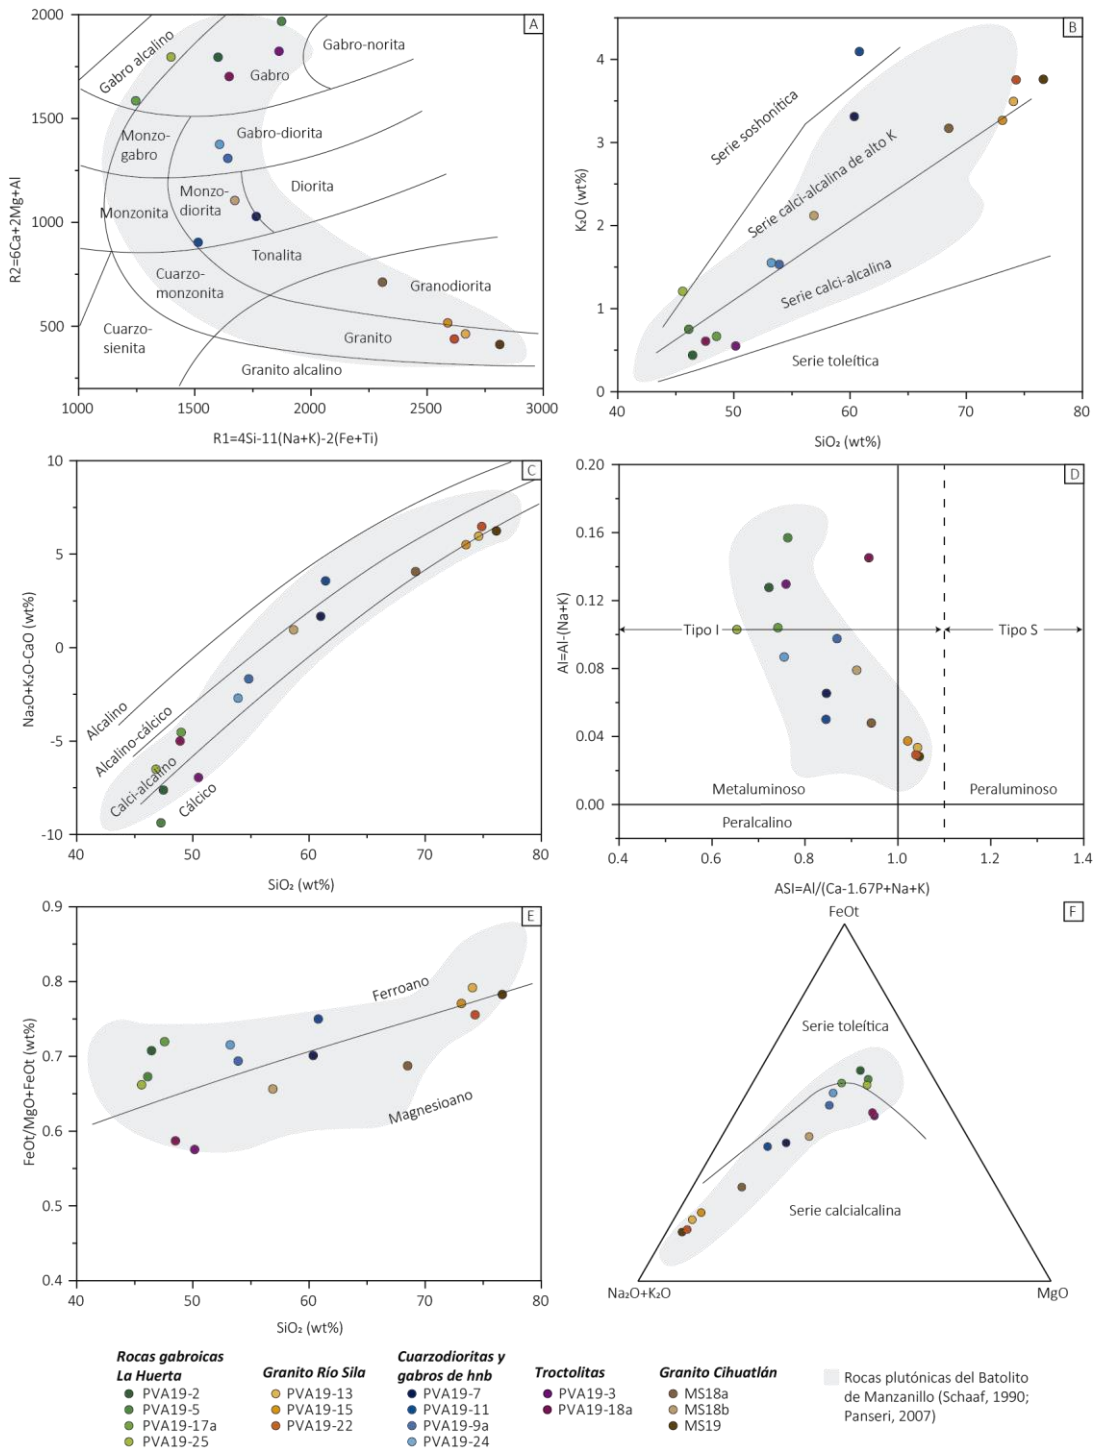 A
2000
1500
1000
500
1000
1500
2000
2500
3000
R2=6Ca+2Mg+Al
R1=4Si-11(Na+K)-2(Fe+Ti)
Gabro alcalino
Gabro
Gabro-norita
Monzo-
gabro
Gabro-diorita
Monzonita
Monzo-
diorita
Diorita
Tonalita
Cuarzo-
monzonita
Granodiorita
Cuarzo-
sienita
Granito
Granito alcalino
B
4
3
2
1
0
40
50
60
70
80
K₂O (wt%)
SiO₂ (wt%)
Serie soshonítica
Serie calci-alcalina de alto K
Serie calci-alcalina
Serie toleítica
C
10
5
0
-5
-10
40
50
60
70
80
Na₂O+K₂O-CaO (wt%)
SiO₂ (wt%)
Alcalino
Alcalino-cálcico
Calci-alcalino
Cálcico
D
0.20
0.16
0.12
0.08
0.04
0.00
0.4
0.6
0.8
1.0
1.2
1.4
AI=Al-(Na+K)
ASI=Al/(Ca-1.67P+Na+K)
Tipo I
Tipo S
Metaluminoso
Peraluminoso
Peralcalino
E
0.9
0.8
0.7
0.6
0.5
0.4
40
50
60
70
80
FeOt/MgO+FeOt (wt%)
SiO₂ (wt%)
Ferroano
Magnesioano
F
FeOt
Serie toleítica
Serie calcialcalina
Na₂O+K₂O
MgO
Rocas gabroicas
La Huerta
PVA19-2
PVA19-5
PVA19-17a
PVA19-25
Granito Río Sila
PVA19-13
PVA19-15
PVA19-22
Cuarzodioritas y
gabros de hnb
PVA19-7
PVA19-11
PVA19-9a
PVA19-24
Troctolitas
PVA19-3
PVA19-18a
Granito Cihuatlán
MS18a
MS18b
MS19
Rocas plutónicas del Batolito
de Manzanillo (Schaaf, 1990;
Panseri, 2007)